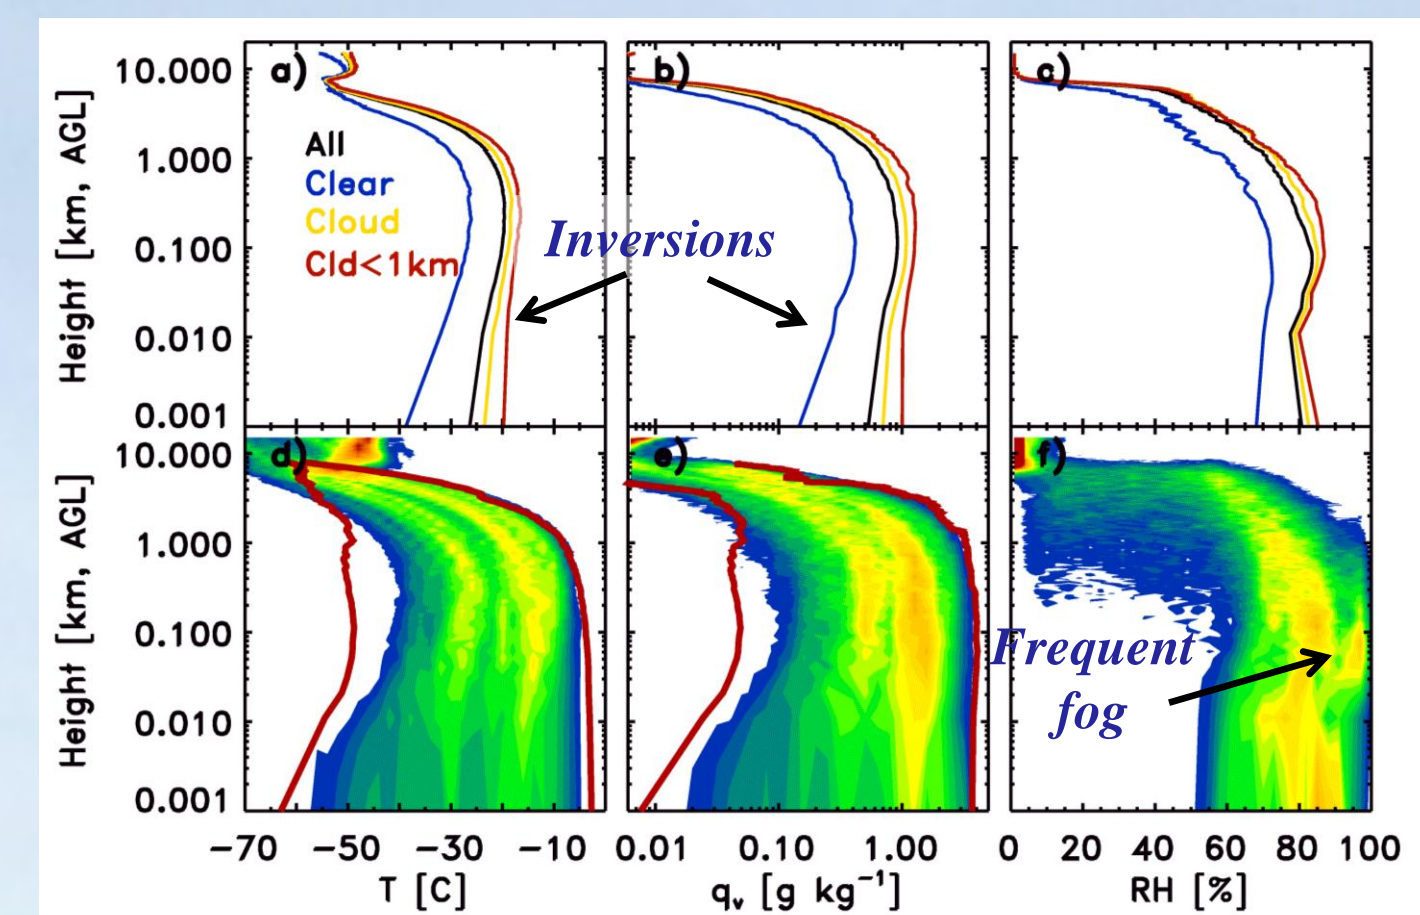 a)
b)
c)
10.000
1.000
0.100
0.010
0.001
Height [km, AGL]
All
Clear
Cloud
Cld<1km
Inversions
d)
e)
f)
10.000
1.000
0.100
0.010
0.001
Height [km, AGL]
Frequent
fog
−70 −50 −30 −10
T [C]
0.01 0.10 1.00
qᵥ [g kg⁻¹]
0 20 40 60 80 100
RH [%]